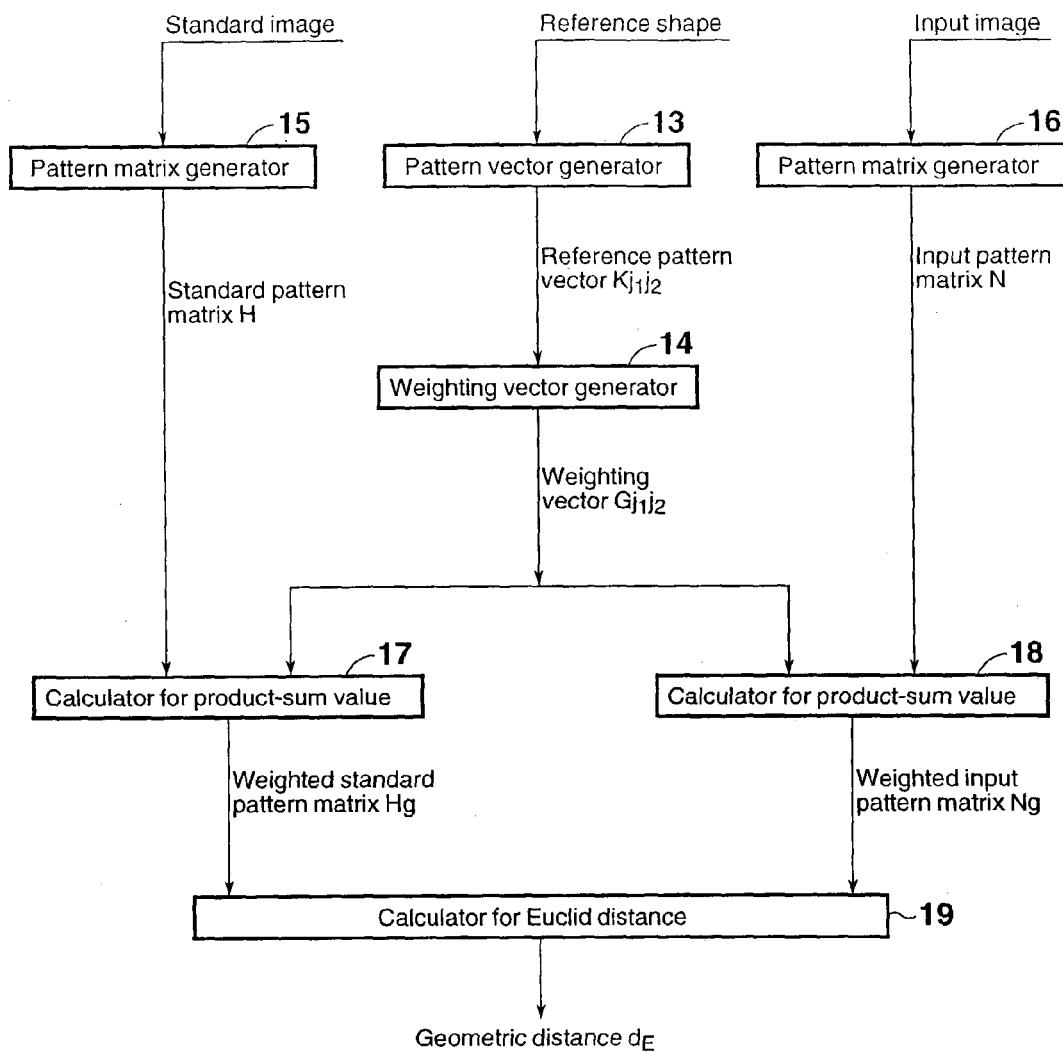 Standard image
Reference shape
Input image
15
13
16
Pattern matrix generator
Pattern vector generator
Pattern matrix generator
Reference pattern
vector Kj1j2
Input pattern
matrix N
Standard pattern
matrix H
14
Weighting vector generator
Weighting
vector Gj1j2
17
18
Calculator for product-sum value
Calculator for product-sum value
Weighted standard
pattern matrix Hg
Weighted input
pattern matrix Ng
Calculator for Euclid distance
19
Geometric distance dE